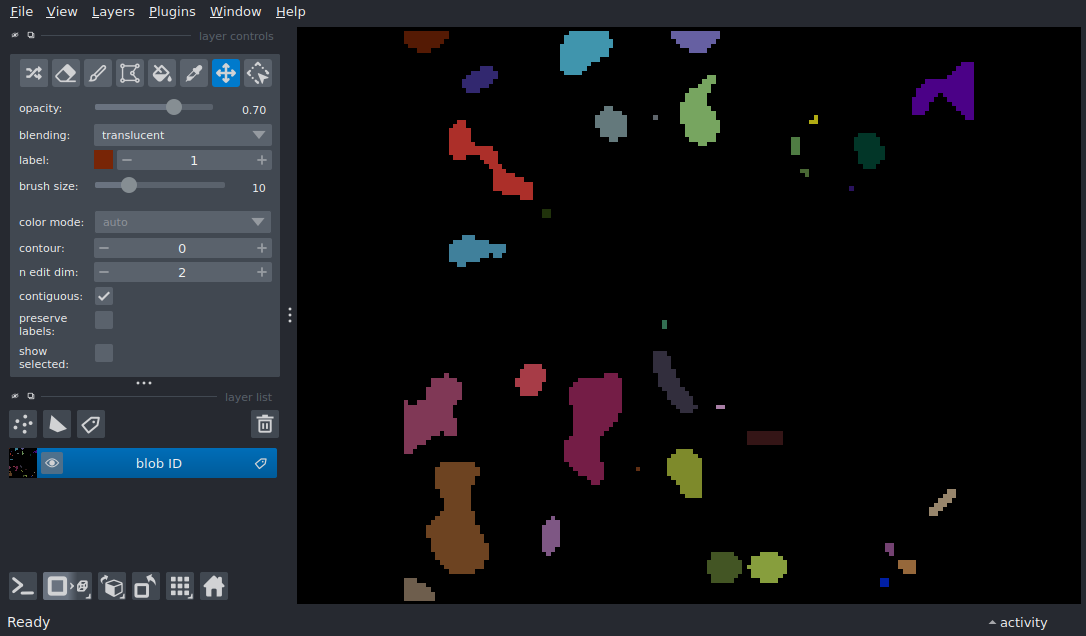 File View Layers Plugins Window Help
layer controls
opacity: 0.70
blending: translucent
label: 1
brush size: 10
color mode: auto
contour: 0
n edit dim: 2
contiguous:
preserve
labels:
show
selected:
layer list
blob ID
Ready
activity